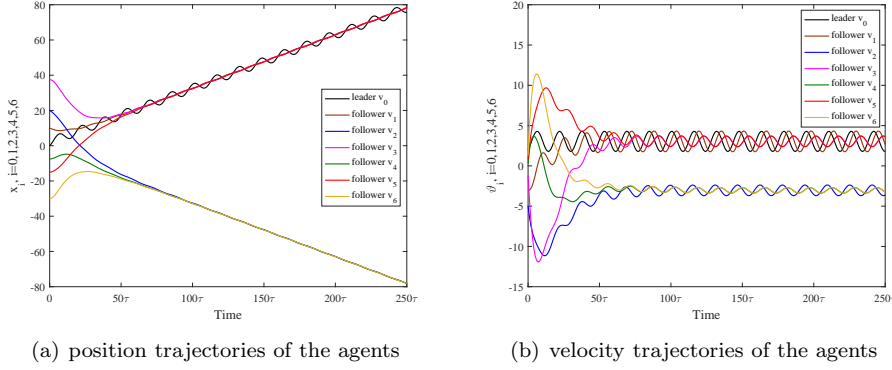 80
60
40
20
0
-20
-40
-60
-80
x_i, i=0,1,2,3,4,5,6
leader v_0
follower v_1
follower v_2
follower v_3
follower v_4
follower v_5
follower v_6
0 50τ 100τ 150τ 200τ 250τ
Time
(a) position trajectories of the agents
20
15
10
5
0
-5
-10
-15
ϑ_i, i=0,1,2,3,4,5,6
leader v_0
follower v_1
follower v_2
follower v_3
follower v_4
follower v_5
follower v_6
0 50τ 100τ 150τ 200τ 250τ
Time
(b) velocity trajectories of the agents